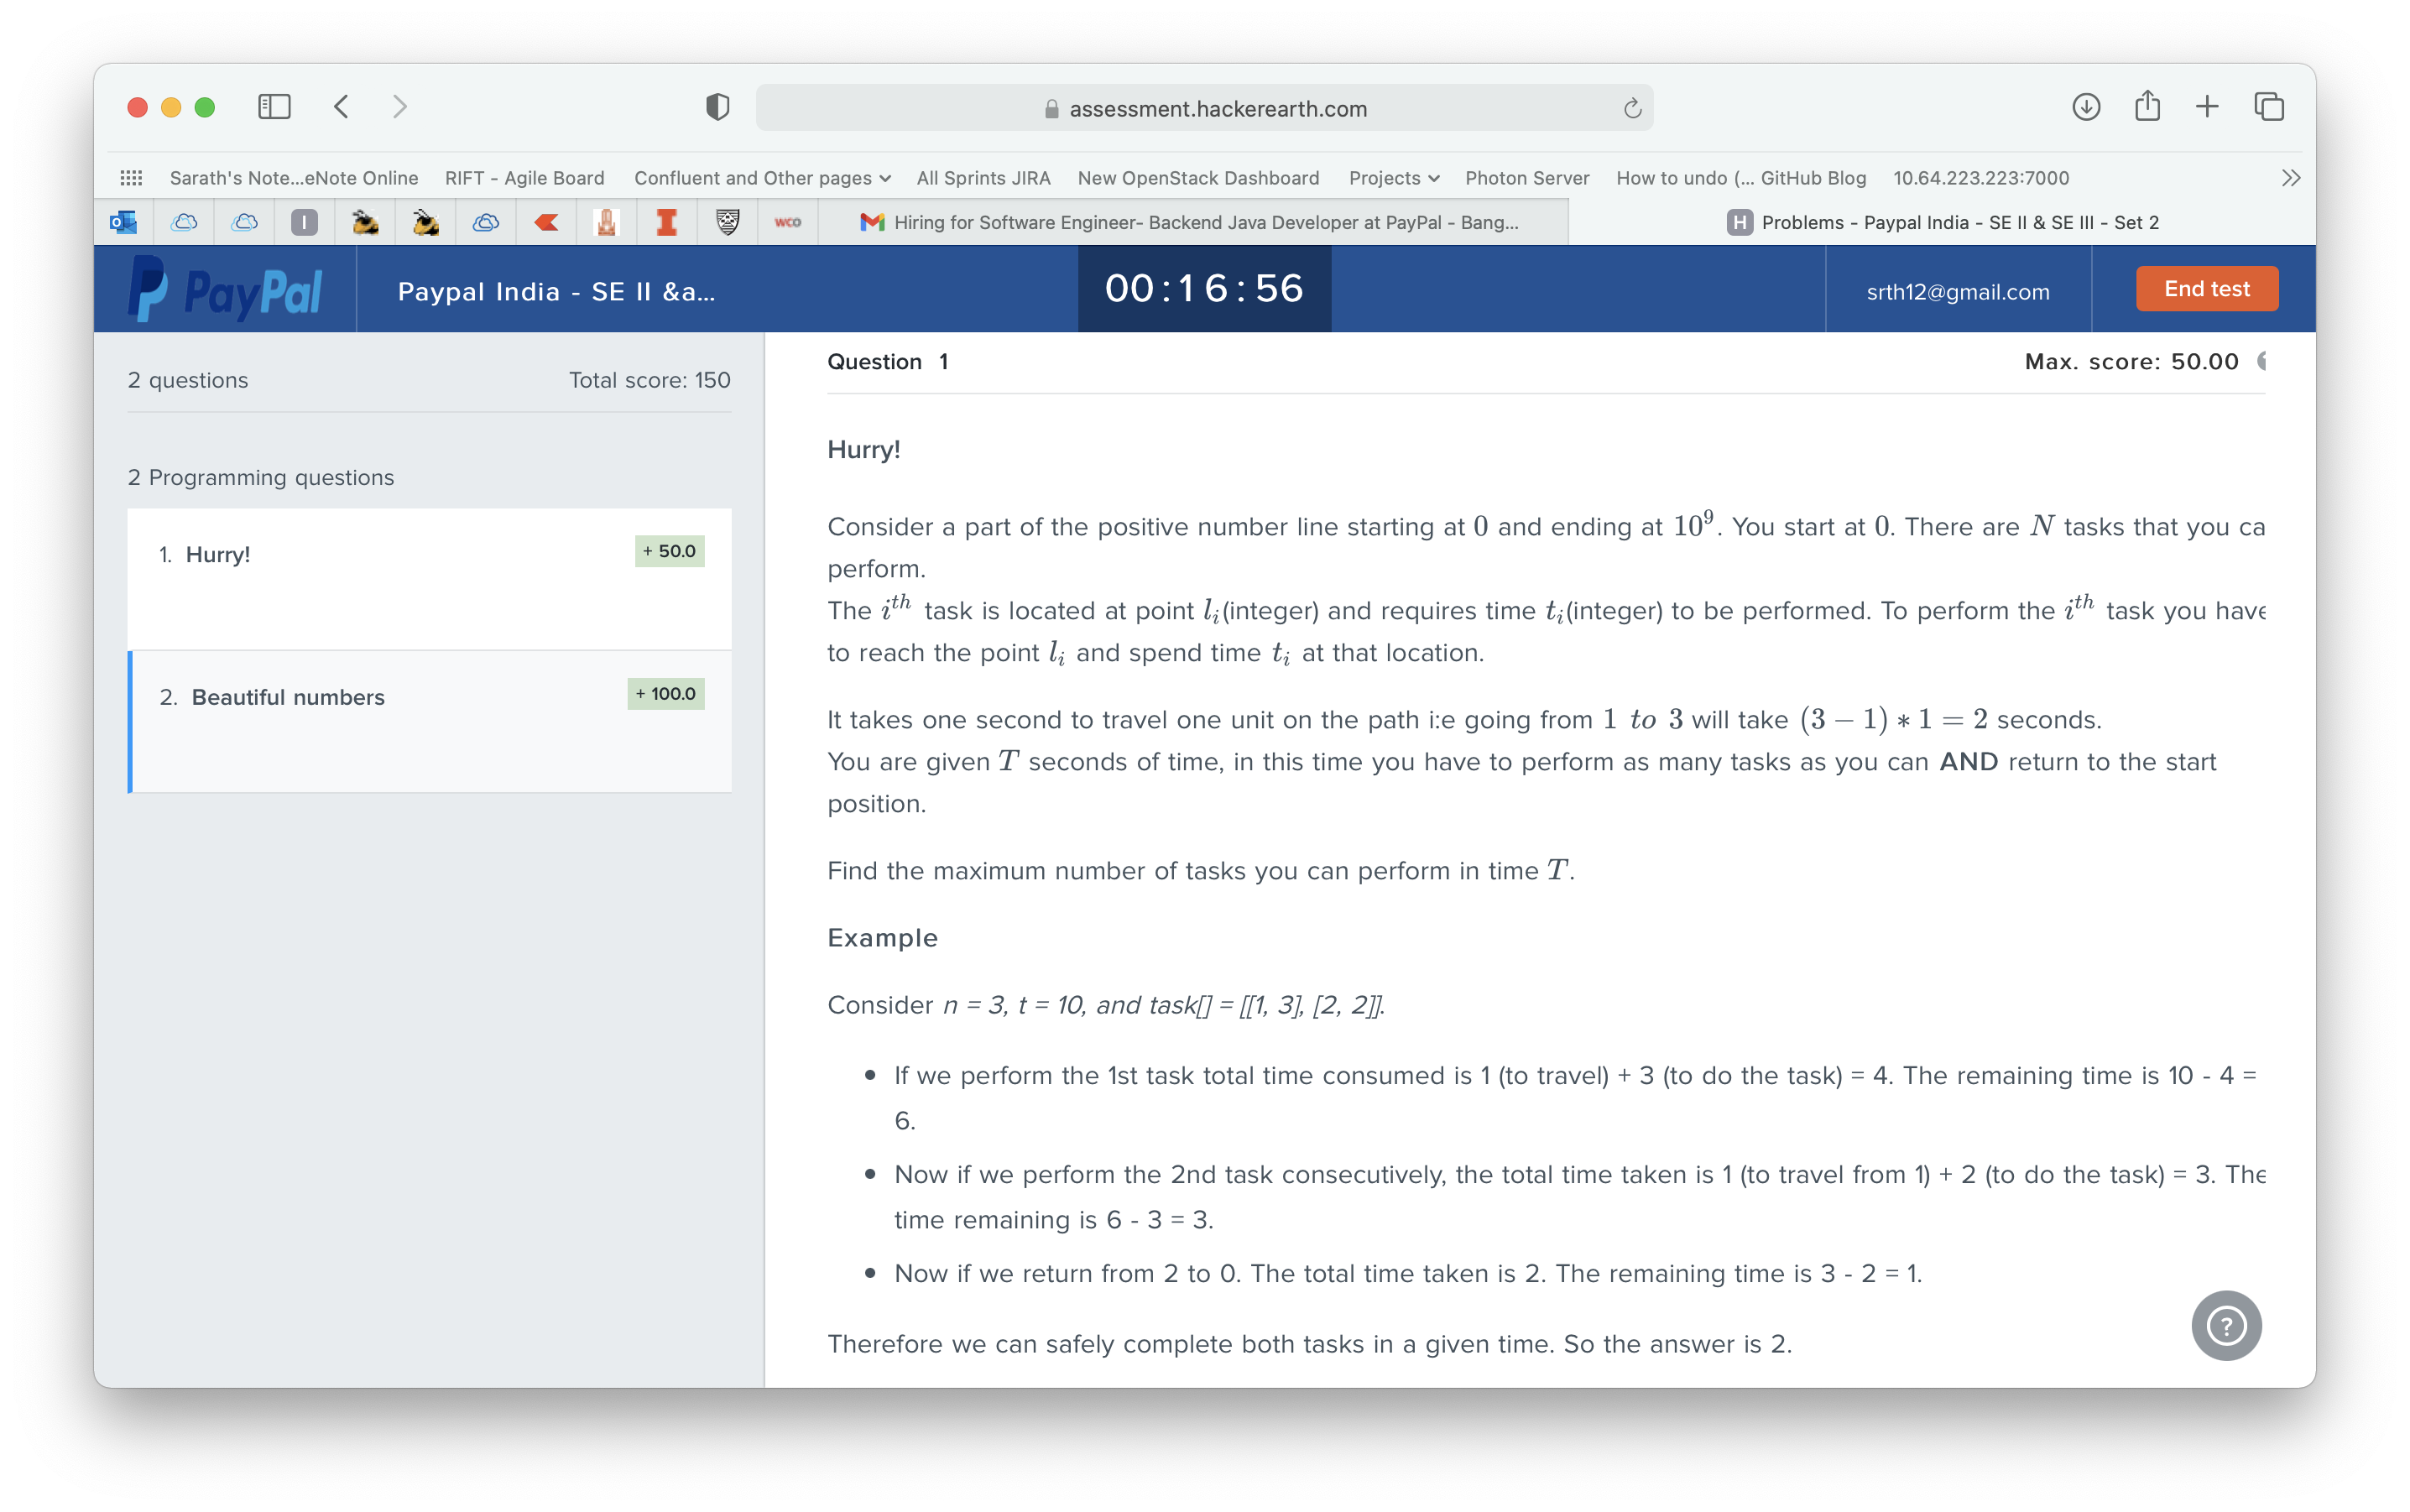 assessment.hackerearth.com
Sarath's Note...eNote Online RIFT - Agile Board Confluent and Other pages All Sprints JIRA New OpenStack Dashboard Projects Photon Server How to undo (... GitHub Blog 10.64.223.223:7000
I WCO Hiring for Software Engineer- Backend Java Developer at PayPal - Bang... H Problems - Paypal India - SE II & SE III - Set 2
PayPal Paypal India - SE II &a... 00:16:56 srth12@gmail.com End test
2 questions Total score: 150
2 Programming questions
1. Hurry! + 50.0
2. Beautiful numbers + 100.0
Question 1 Max. score: 50.00
Hurry!
Consider a part of the positive number line starting at 0 and ending at 10⁹. You start at 0. There are N tasks that you ca
perform.
The iᵗʰ task is located at point lᵢ(integer) and requires time tᵢ(integer) to be performed. To perform the iᵗʰ task you have
to reach the point lᵢ and spend time tᵢ at that location.
It takes one second to travel one unit on the path i:e going from 1 to 3 will take (3 − 1) ∗ 1 = 2 seconds.
You are given T seconds of time, in this time you have to perform as many tasks as you can AND return to the start
position.
Find the maximum number of tasks you can perform in time T.
Example
Consider n = 3, t = 10, and task[] = [[1, 3], [2, 2]].
• If we perform the 1st task total time consumed is 1 (to travel) + 3 (to do the task) = 4. The remaining time is 10 - 4 =
6.
• Now if we perform the 2nd task consecutively, the total time taken is 1 (to travel from 1) + 2 (to do the task) = 3. The
time remaining is 6 - 3 = 3.
• Now if we return from 2 to 0. The total time taken is 2. The remaining time is 3 - 2 = 1.
Therefore we can safely complete both tasks in a given time. So the answer is 2.
?